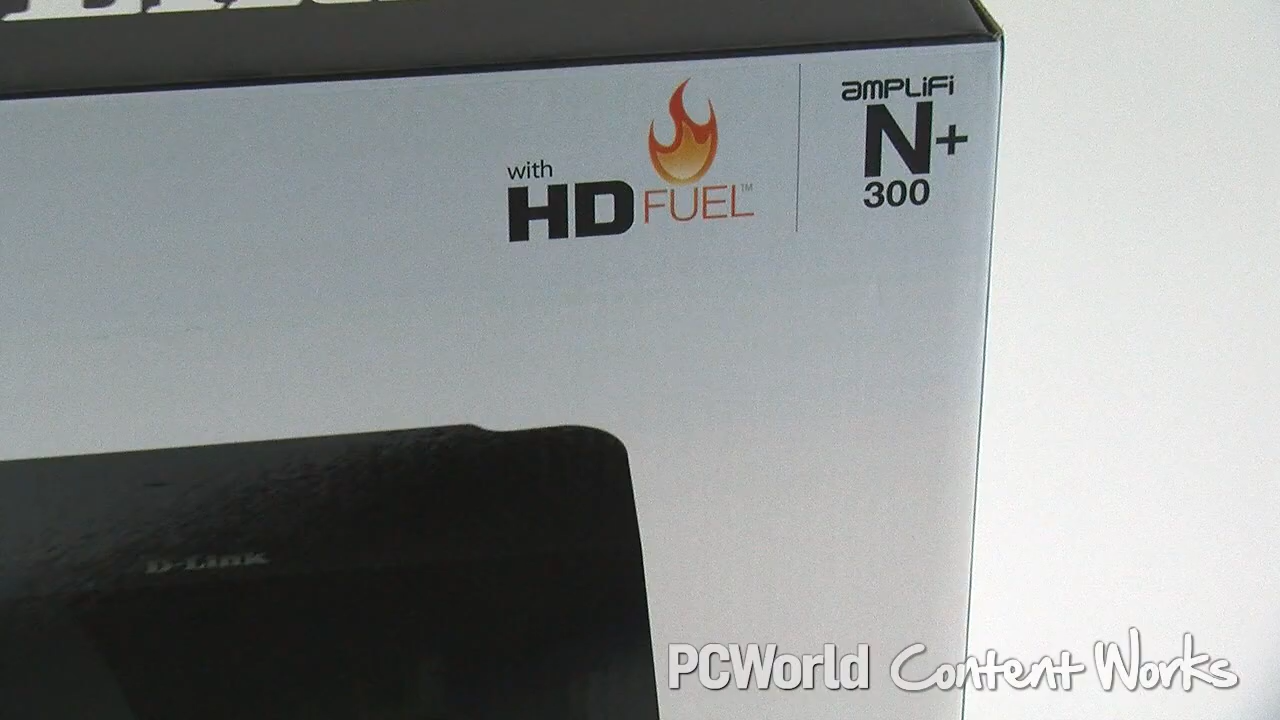 with
HD FUEL™
AMPLiFi
N+
300
D-Link
PCWorld Content Works